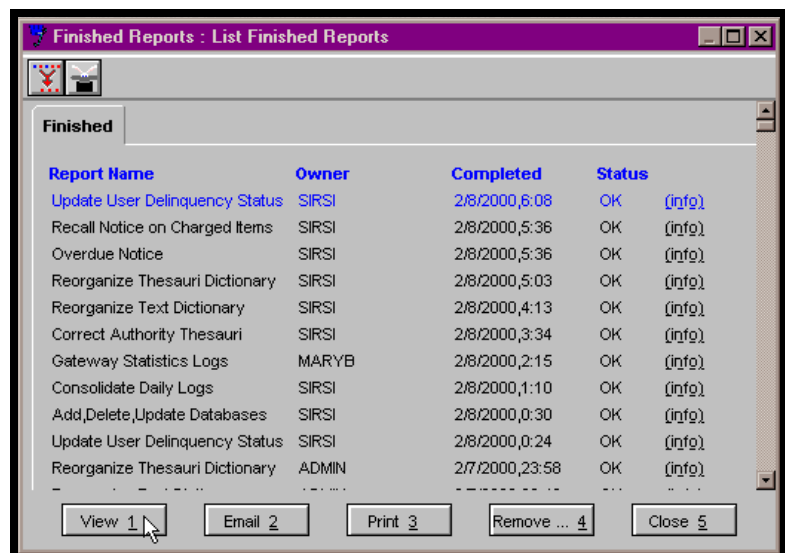 Finished Reports : List Finished Reports
Finished
Report Name Owner Completed Status
Update User Delinquency Status SIRSI 2/8/2000,6:08 OK (info)
Recall Notice on Charged Items SIRSI 2/8/2000,5:36 OK (info)
Overdue Notice SIRSI 2/8/2000,5:36 OK (info)
Reorganize Thesauri Dictionary SIRSI 2/8/2000,5:03 OK (info)
Reorganize Text Dictionary SIRSI 2/8/2000,4:13 OK (info)
Correct Authority Thesauri SIRSI 2/8/2000,3:34 OK (info)
Gateway Statistics Logs MARYB 2/8/2000,2:15 OK (info)
Consolidate Daily Logs SIRSI 2/8/2000,1:10 OK (info)
Add,Delete,Update Databases SIRSI 2/8/2000,0:30 OK (info)
Update User Delinquency Status SIRSI 2/8/2000,0:24 OK (info)
Reorganize Thesauri Dictionary ADMIN 2/7/2000,23:58 OK (info)
View 1 Email 2 Print 3 Remove ... 4 Close 5